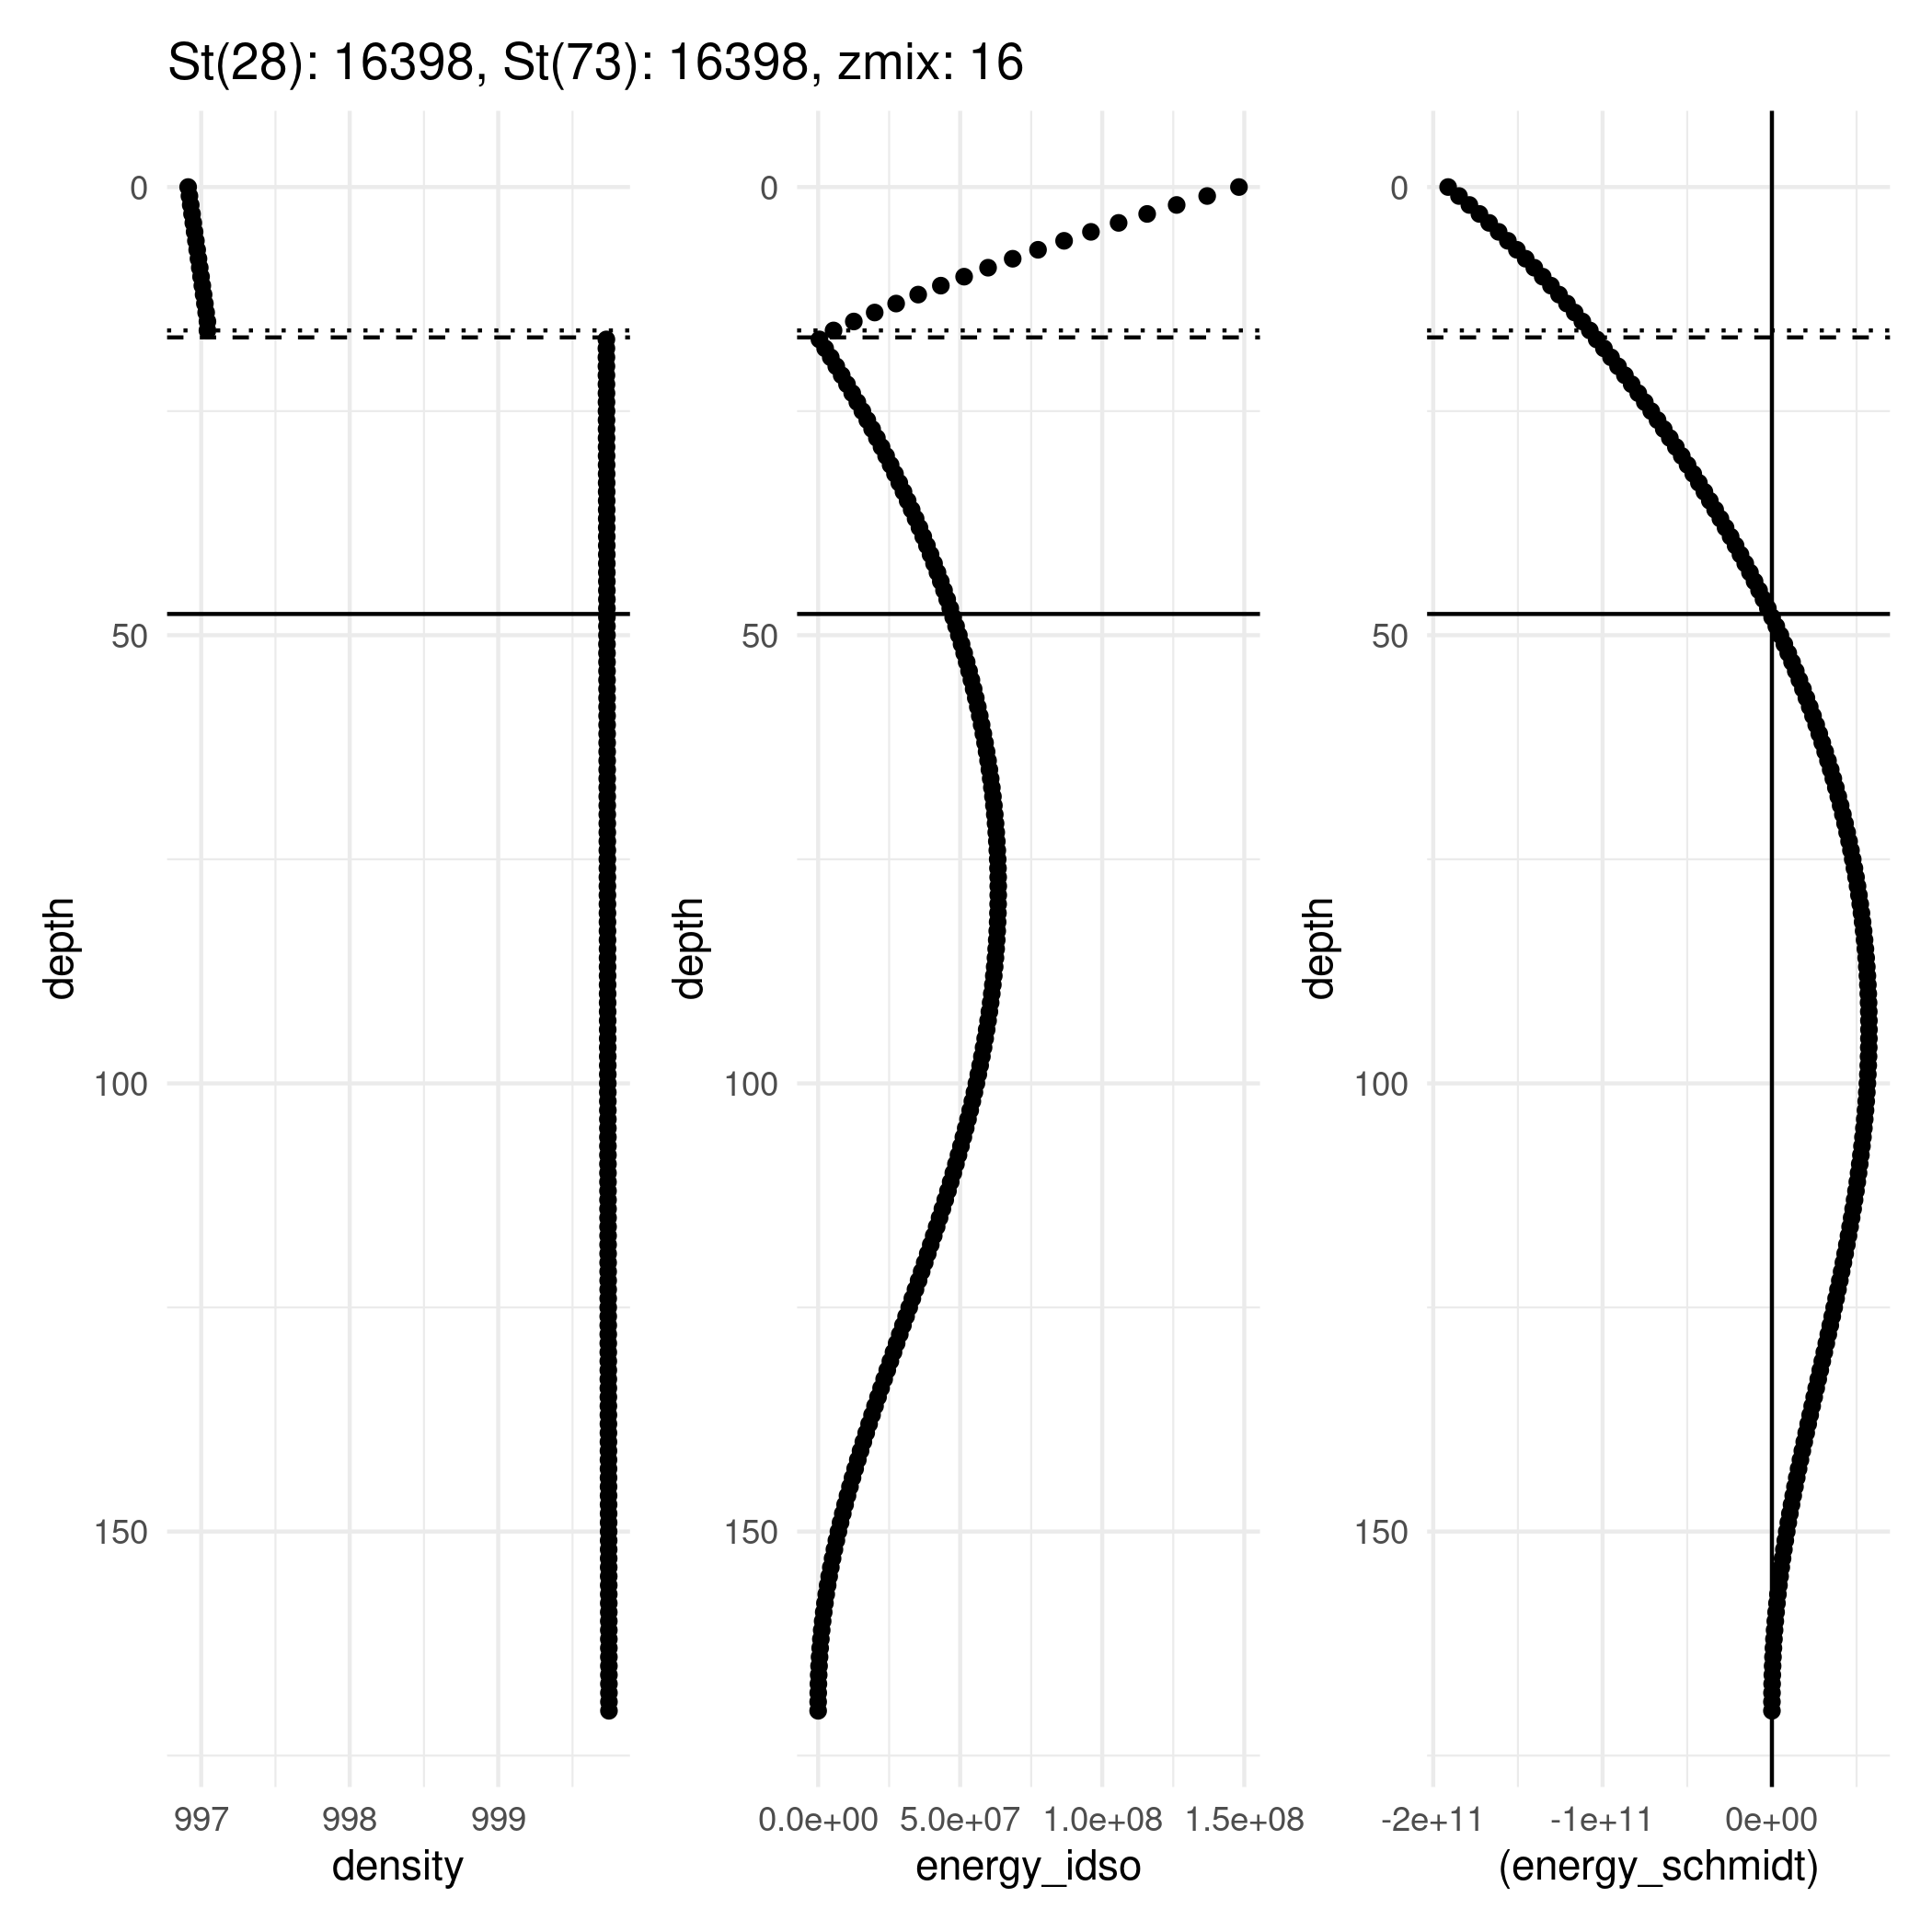 St(28): 16398, St(73): 16398, zmix: 16
0
50
100
150
depth
997 998 999
density
0
50
100
150
depth
0.0e+00 5.0e+07 1.0e+08 1.5e+08
energy_idso
0
50
100
150
depth
-2e+11 -1e+11 0e+00
(energy_schmidt)